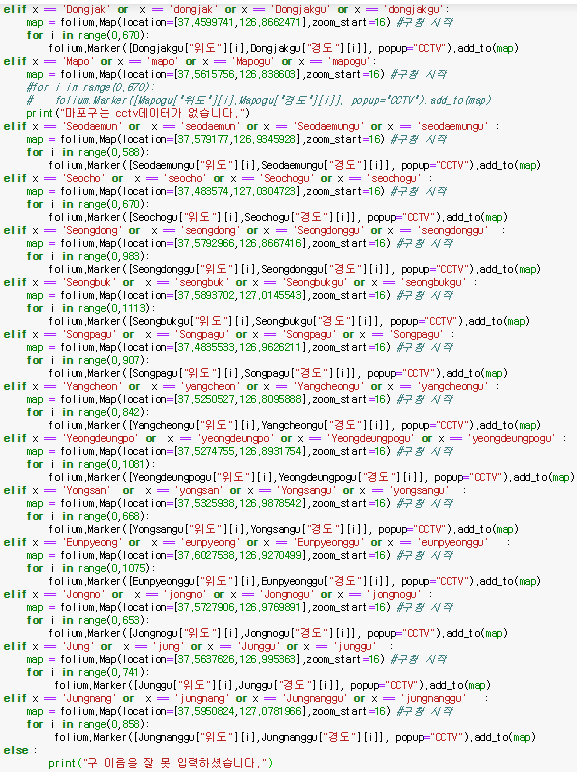 elif x == 'Dongjak' or x == 'dongjak' or x == 'Dongjakgu' or x == 'dongjakgu':
map = folium.Map(location=[37.4599741,126.8662471],zoom_start=16) #구청 시작
for i in range(0,670):
folium.Marker([Dongjakgu["위도"][i],Dongjakgu["경도"][i]], popup="CCTV").add_to(map)
elif x == 'Mapo' or x == 'mapo' or x == 'Mapogu' or x == 'mapogu':
map = folium.Map(location=[37.5615756,126.838603],zoom_start=16) #구청 시작
#for i in range(0,670):
# folium.Marker([Mapogu["위도"][i],Mapogu["경도"][i]], popup="CCTV").add_to(map)
print("마포구는 cctv데이터가 없습니다.")
elif x == 'Seodaemun' or x == 'seodaemun' or x == 'Seodaemungu' or x == 'seodaemungu' :
map = folium.Map(location=[37.579177,126.9345928],zoom_start=16) #구청 시작
for i in range(0,588):
folium.Marker([Seodaemungu["위도"][i],Seodaemungu["경도"][i]], popup="CCTV").add_to(map)
elif x == 'Seocho' or x == 'seocho' or x == 'Seochogu' or x == 'seochogu' :
map = folium.Map(location=[37.483574,127.0304723],zoom_start=16) #구청 시작
for i in range(0,670):
folium.Marker([Seochogu["위도"][i],Seochogu["경도"][i]], popup="CCTV").add_to(map)
elif x == 'Seongdong' or x == 'seongdong' or x == 'Seongdonggu' or x == 'seongdonggu' :
map = folium.Map(location=[37.5792966,126.8667416],zoom_start=16) #구청 시작
for i in range(0,983):
folium.Marker([Seongdonggu["위도"][i],Seongdonggu["경도"][i]], popup="CCTV").add_to(map)
elif x == 'Seongbuk' or x == 'seongbuk' or x == 'Seongbukgu' or x == 'seongbukgu' :
map = folium.Map(location=[37.5893702,127.0145543],zoom_start=16) #구청 시작
for i in range(0,1113):
folium.Marker([Seongbukgu["위도"][i],Seongbukgu["경도"][i]], popup="CCTV").add_to(map)
elif x == 'Songpagu' or x == 'Songpagu' or x == 'Songpagu' or x == 'Songpagu' :
map = folium.Map(location=[37.4835533,126.9626211],zoom_start=16) #구청 시작
for i in range(0,907):
folium.Marker([Songpagu["위도"][i],Songpagu["경도"][i]], popup="CCTV").add_to(map)
elif x == 'Yangcheon' or x == 'yangcheon' or x == 'Yangcheongu' or x == 'yangcheongu' :
map = folium.Map(location=[37.5250527,126.8095888],zoom_start=16) #구청 시작
for i in range(0,842):
folium.Marker([Yangcheongu["위도"][i],Yangcheongu["경도"][i]], popup="CCTV").add_to(map)
elif x == 'Yeongdeungpo' or x == 'yeongdeungpo' or x == 'Yeongdeungpogu' or x == 'yeongdeungpogu' :
map = folium.Map(location=[37.5274755,126.8931754],zoom_start=16) #구청 시작
for i in range(0,1081):
folium.Marker([Yeongdeungpogu["위도"][i],Yeongdeungpogu["경도"][i]], popup="CCTV").add_to(map)
elif x == 'Yongsan' or x == 'yongsan' or x == 'Yongsangu' or x == 'yongsangu' :
map = folium.Map(location=[37.5325998,126.9878542],zoom_start=16) #구청 시작
for i in range(0,668):
folium.Marker([Yongsangu["위도"][i],Yongsangu["경도"][i]], popup="CCTV").add_to(map)
elif x == 'Eunpyeong' or x == 'eunpyeong' or x == 'Eunpyeonggu' or x == 'eunpyeonggu' :
map = folium.Map(location=[37.6027538,126.9270499],zoom_start=16) #구청 시작
for i in range(0,1075):
folium.Marker([Eunpyeonggu["위도"][i],Eunpyeonggu["경도"][i]], popup="CCTV").add_to(map)
elif x == 'Jongno' or x == 'jongno' or x == 'Jongnogu' or x == 'jongnogu' :
map = folium.Map(location=[37.5727906,126.9769891],zoom_start=16) #구청 시작
for i in range(0,653):
folium.Marker([Jongnogu["위도"][i],Jongnogu["경도"][i]], popup="CCTV").add_to(map)
elif x == 'Jung' or x == 'jung' or x == 'Junggu' or x == 'junggu' :
map = folium.Map(location=[37.5637626,126.995363],zoom_start=16) #구청 시작
for i in range(0,741):
folium.Marker([Junggu["위도"][i],Junggu["경도"][i]], popup="CCTV").add_to(map)
elif x == 'Jungnang' or x == 'jungnang' or x == 'Jungnanggu' or x == 'jungnanggu' :
map = folium.Map(location=[37.5950824,127.0781966],zoom_start=16) #구청 시작
for i in range(0,858):
folium.Marker([Jungnanggu["위도"][i],Jungnanggu["경도"][i]], popup="CCTV").add_to(map)
else :
print("구 이름을 잘 못 입력하셨습니다.")